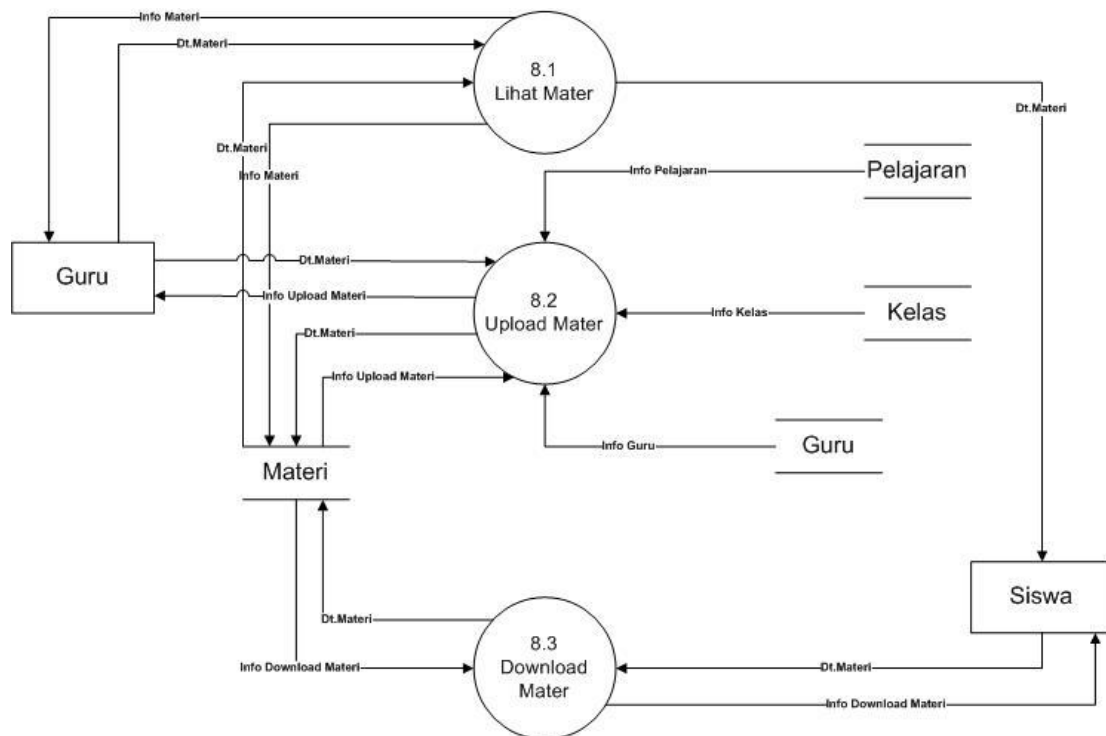 Info Materi
Dt.Materi
8.1
Lihat Mater
Dt.Materi
Dt.Materi
Info Materi
Pelajaran
Info Pelajaran
Guru
Dt.Materi
Info Upload Materi
8.2
Upload Mater
Info Kelas
Kelas
Dt.Materi
Info Upload Materi
Info Guru
Guru
Materi
Siswa
Dt.Materi
8.3
Download
Mater
Info Download Materi
Dt.Materi
Info Download Materi